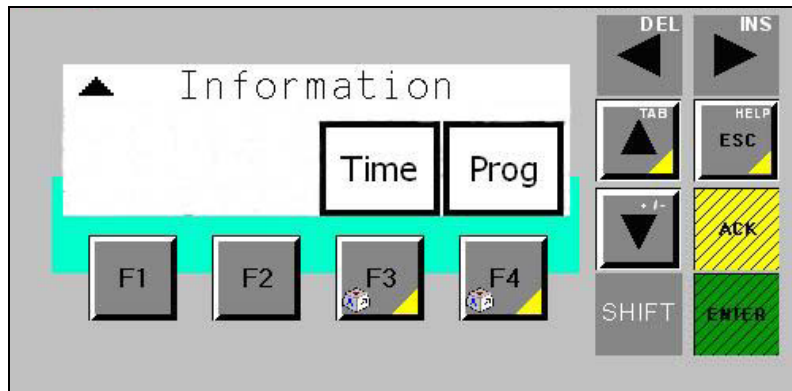 Information
Time Prog
F1 F2 F3 F4
DEL INS
TAB HELP
ESC
+/-
ACK
SHIFT ENTER